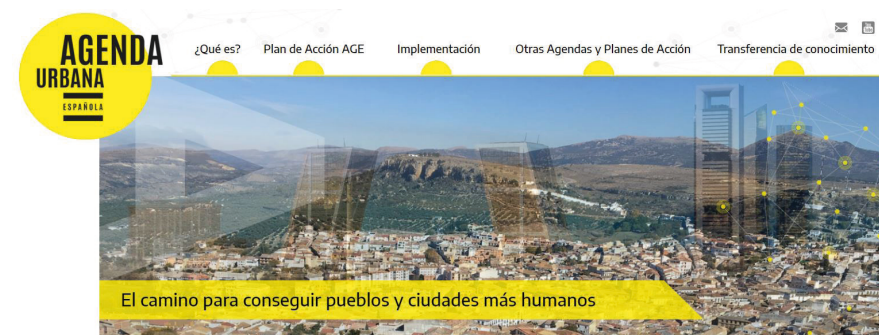 AGENDA
URBANA
ESPAÑOLA
¿Qué es?
Plan de Acción AGE
Implementación
Otras Agendas y Planes de Acción
Transferencia de conocimiento
El camino para conseguir pueblos y ciudades más humanos